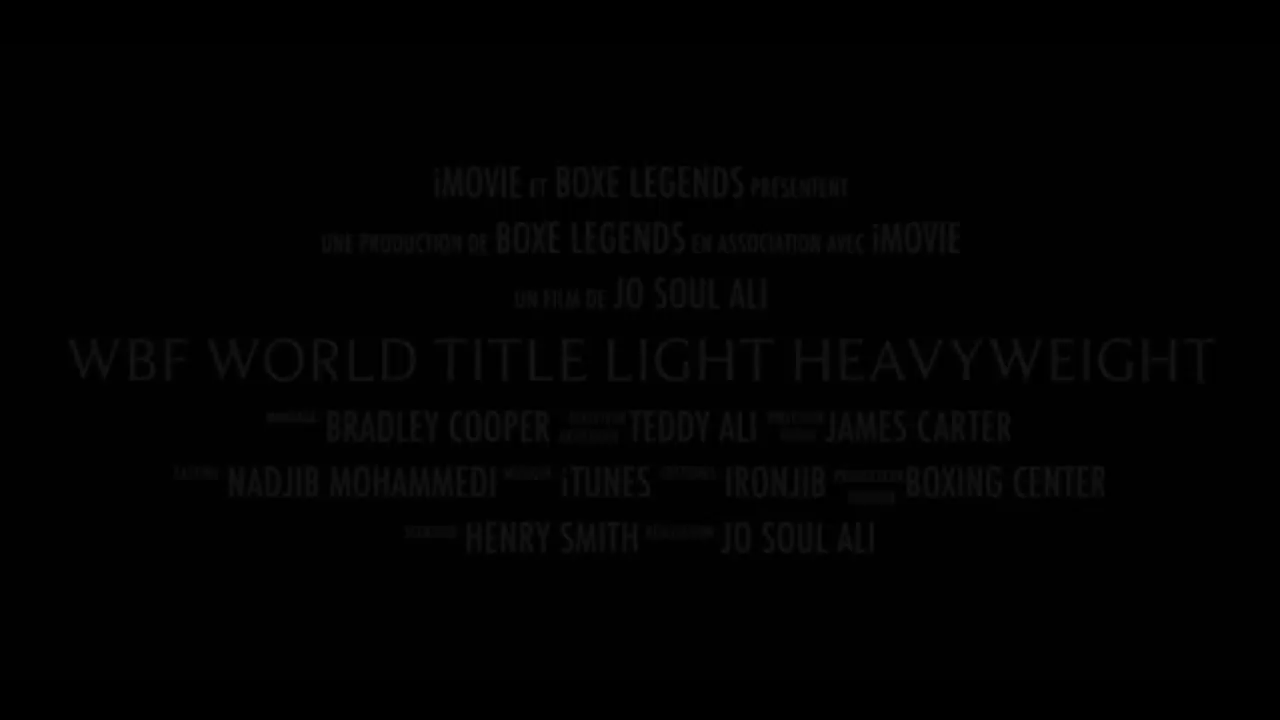 iMOVIE ET BOXE LEGENDS PRÉSENTENT
UNE PRODUCTION DE BOXE LEGENDS EN ASSOCIATION AVEC iMOVIE
UN FILM DE JO SOUL ALI
WBF WORLD TITLE LIGHT HEAVYWEIGHT
BRADLEY COOPER TEDDY ALI JAMES CARTER
NADJIB MOHAMMEDI iTUNES IRONJIB BOXING CENTER
HENRY SMITH JO SOUL ALI